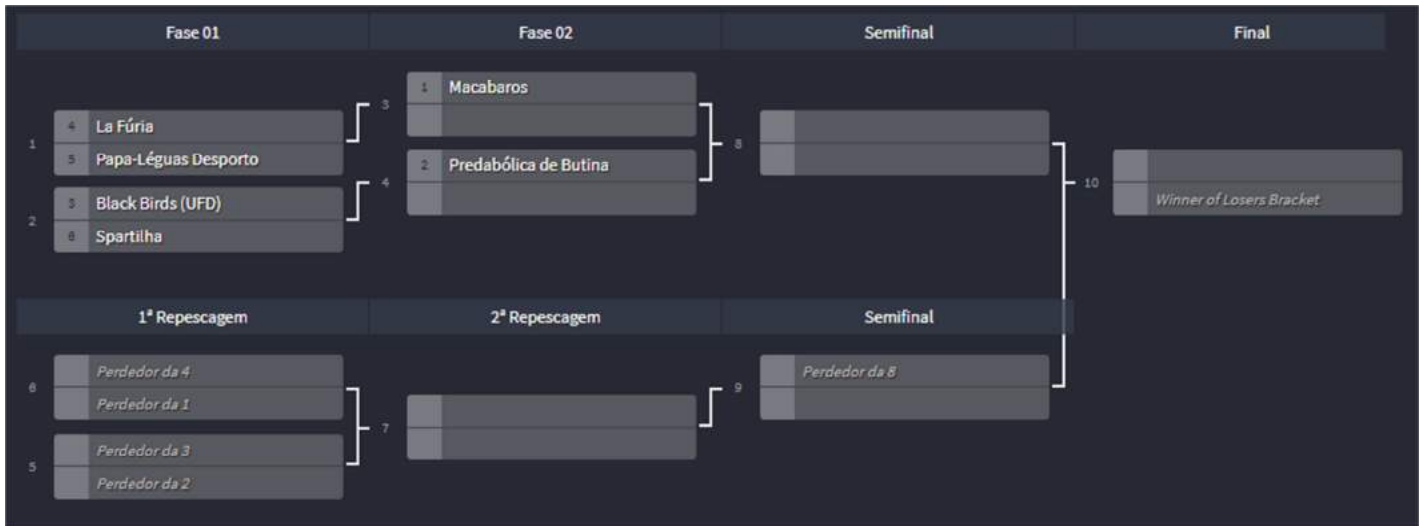 Fase 01
Fase 02
Semifinal
Final
1
4 La Fúria
5 Papa-Léguas Desporto
2
3 Black Birds (UFD)
6 Spartilha
3
1 Macabaros
4
2 Predabólica de Butina
8
10
Winner of Losers Bracket
1ª Repescagem
2ª Repescagem
Semifinal
6
Perdedor da 4
Perdedor da 1
5
Perdedor da 3
Perdedor da 2
7
9
Perdedor da 8